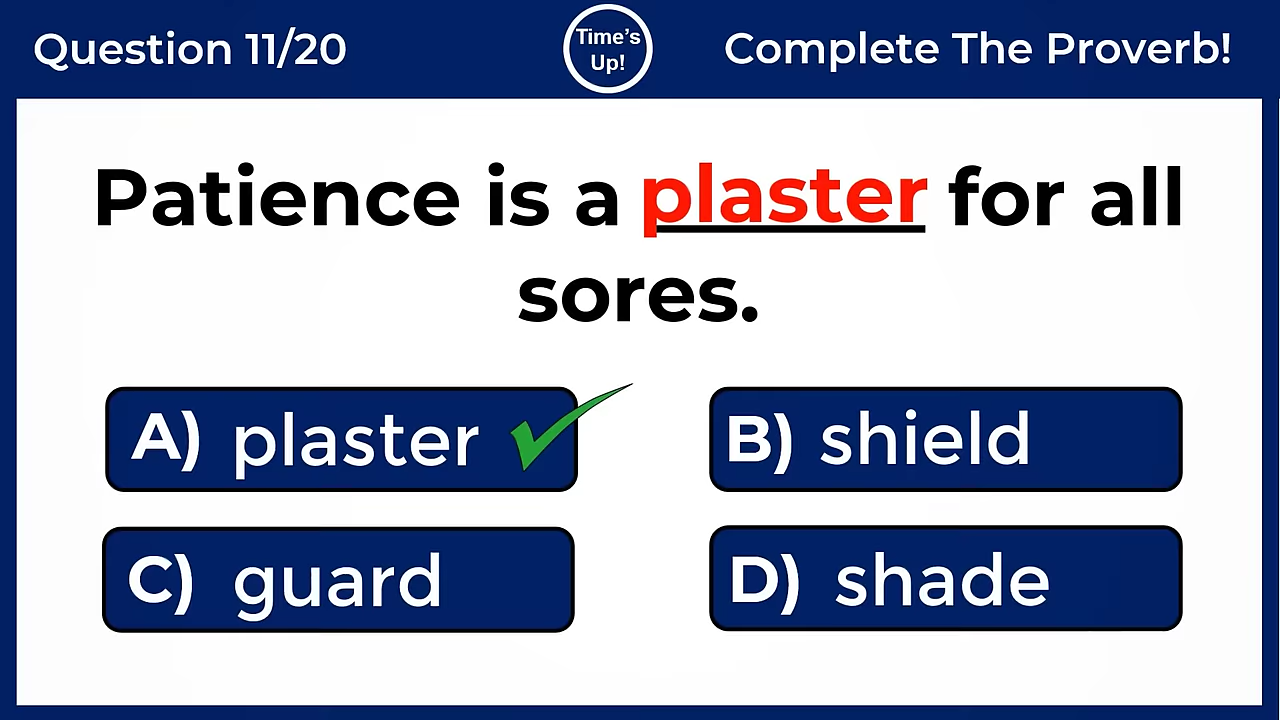 Question 11/20
Time's
Up!
Complete The Proverb!
Patience is a plaster for all
sores.
A) plaster
B) shield
C) guard
D) shade